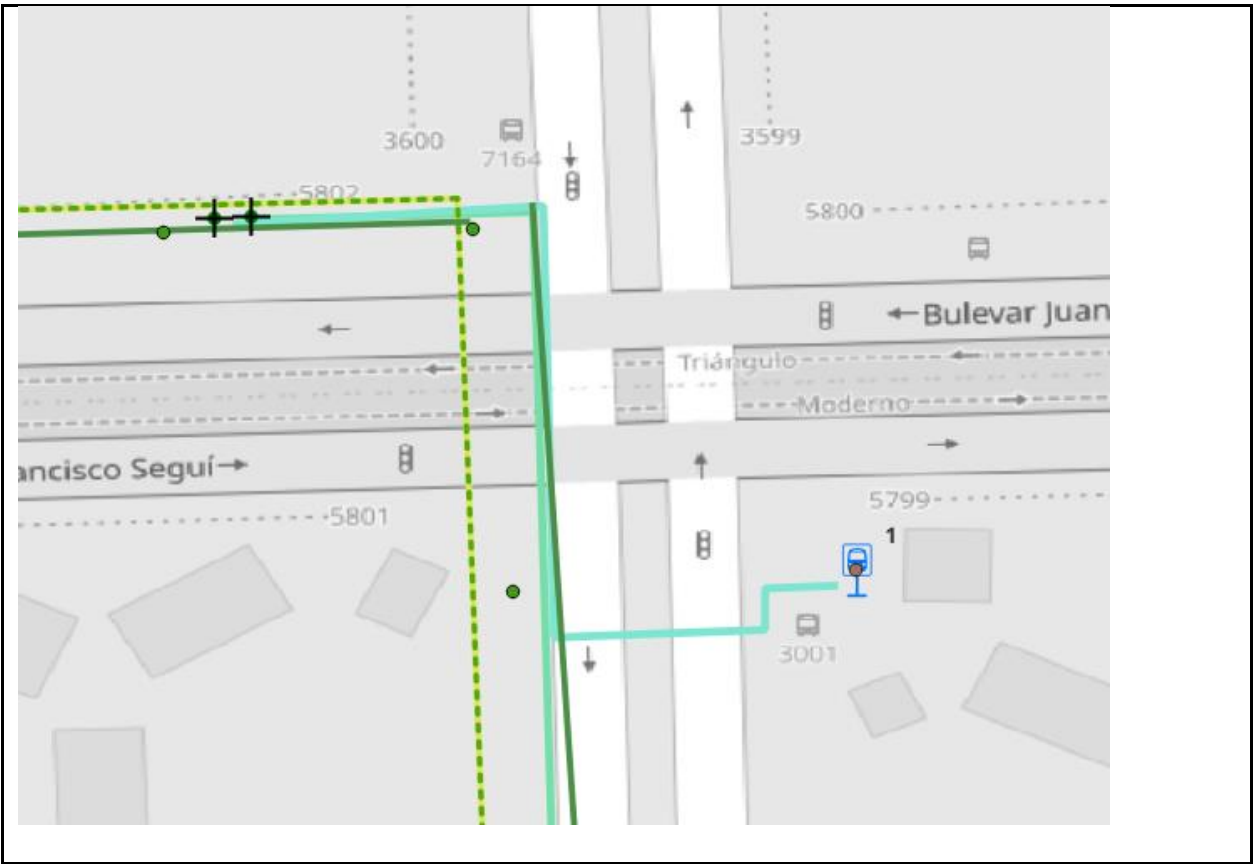 3600
7164
3599
5802
5800
Bulevar Juan
Triángulo
Moderno
ancisco Seguí
5799
5801
1
3001